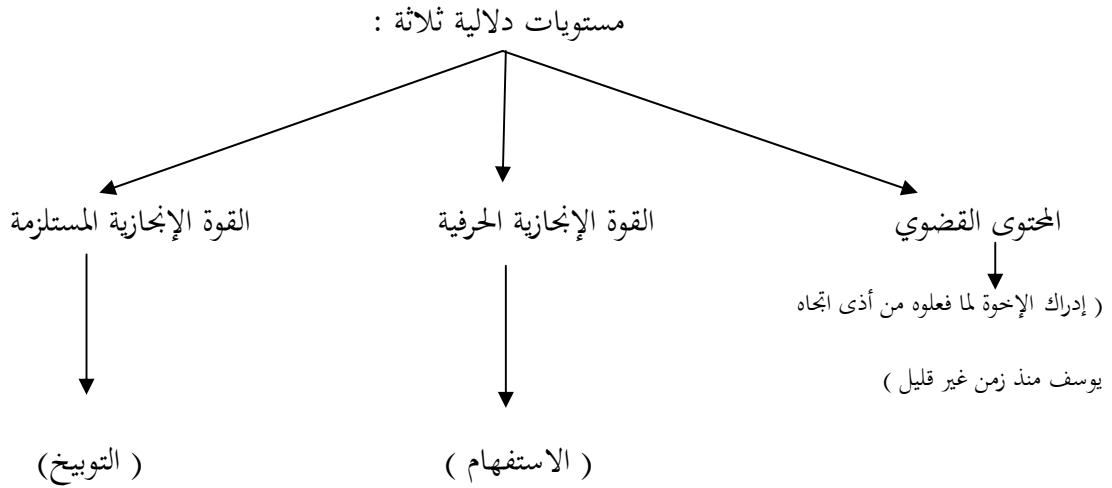 مستويات دلالية ثلاثة :
المحتوى القضوي
القوة الإنجازية الحرفية
القوة الإنجازية المستلزمة
( إدراك الإخوة لما فعلوه من أذى اتجاه
يوسف منذ زمن غير قليل )
( الاستفهام )
( التوبيخ)